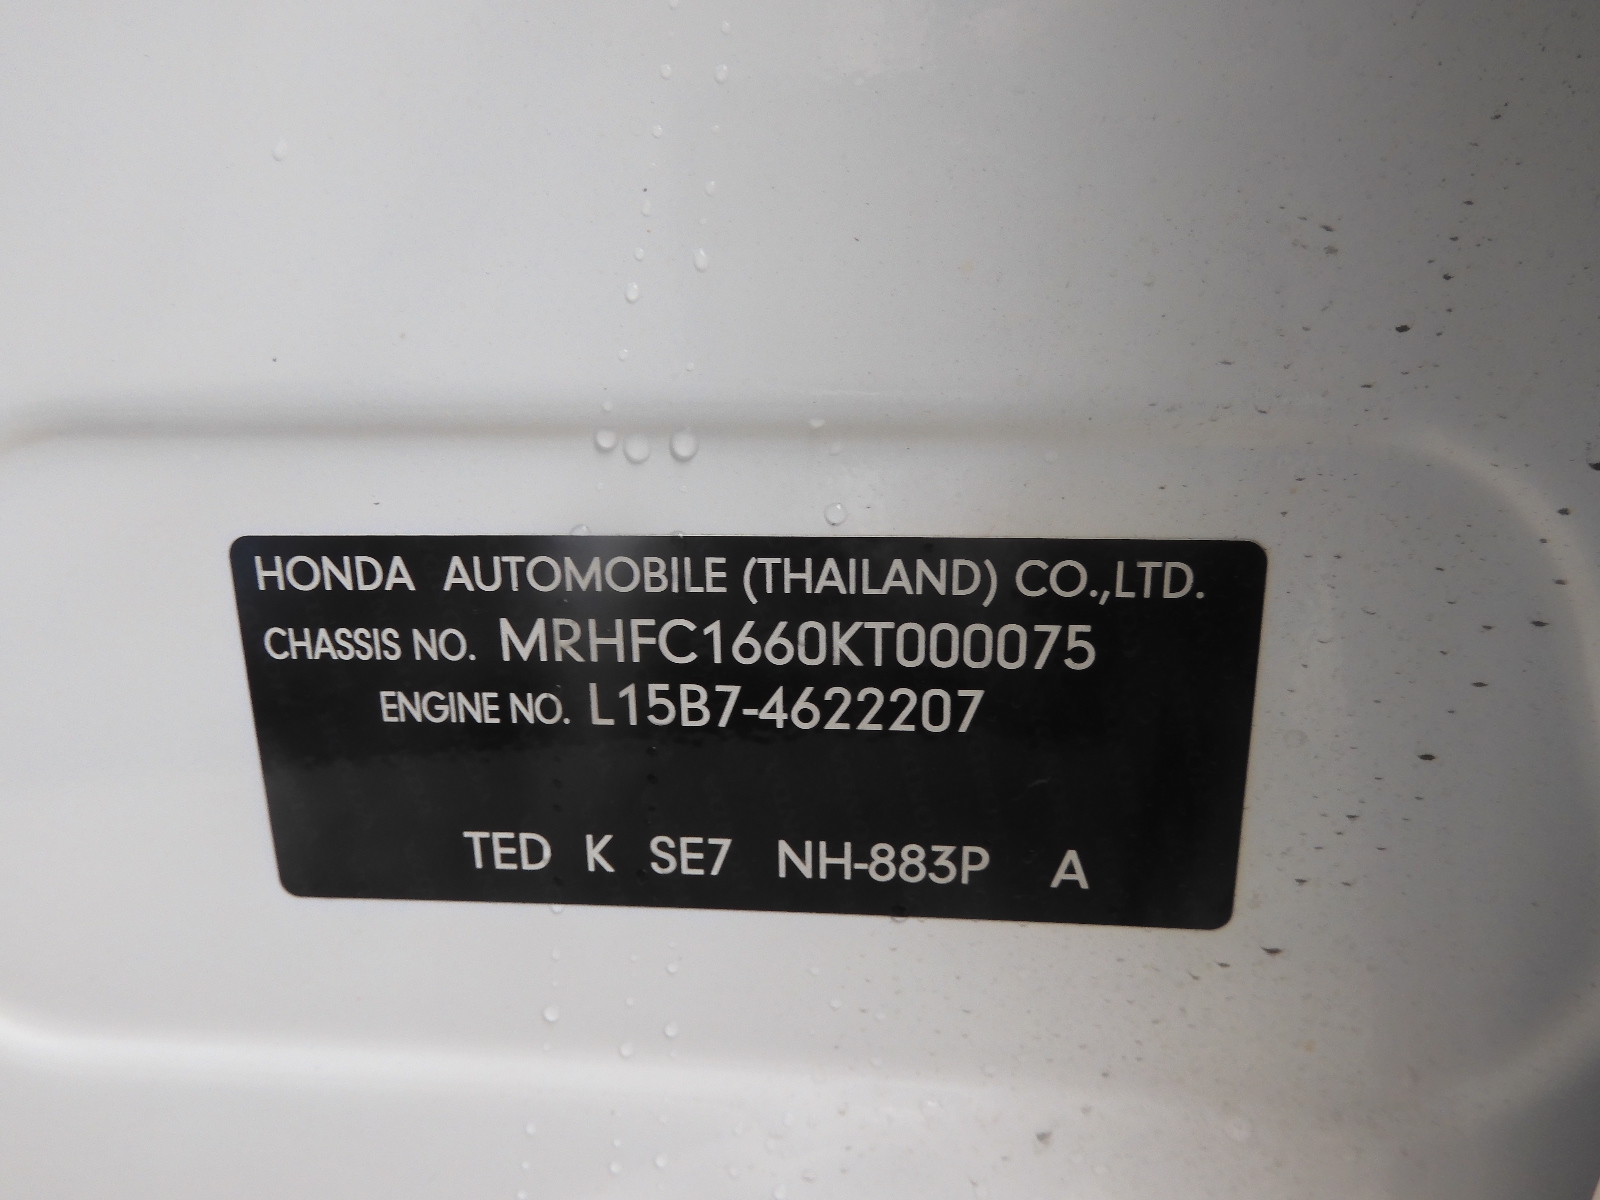 HONDA AUTOMOBILE (THAILAND) CO.,LTD.
CHASSIS NO. MRHFC1660KT000075
ENGINE NO. L15B7-4622207
TED K SE7 NH-883P A